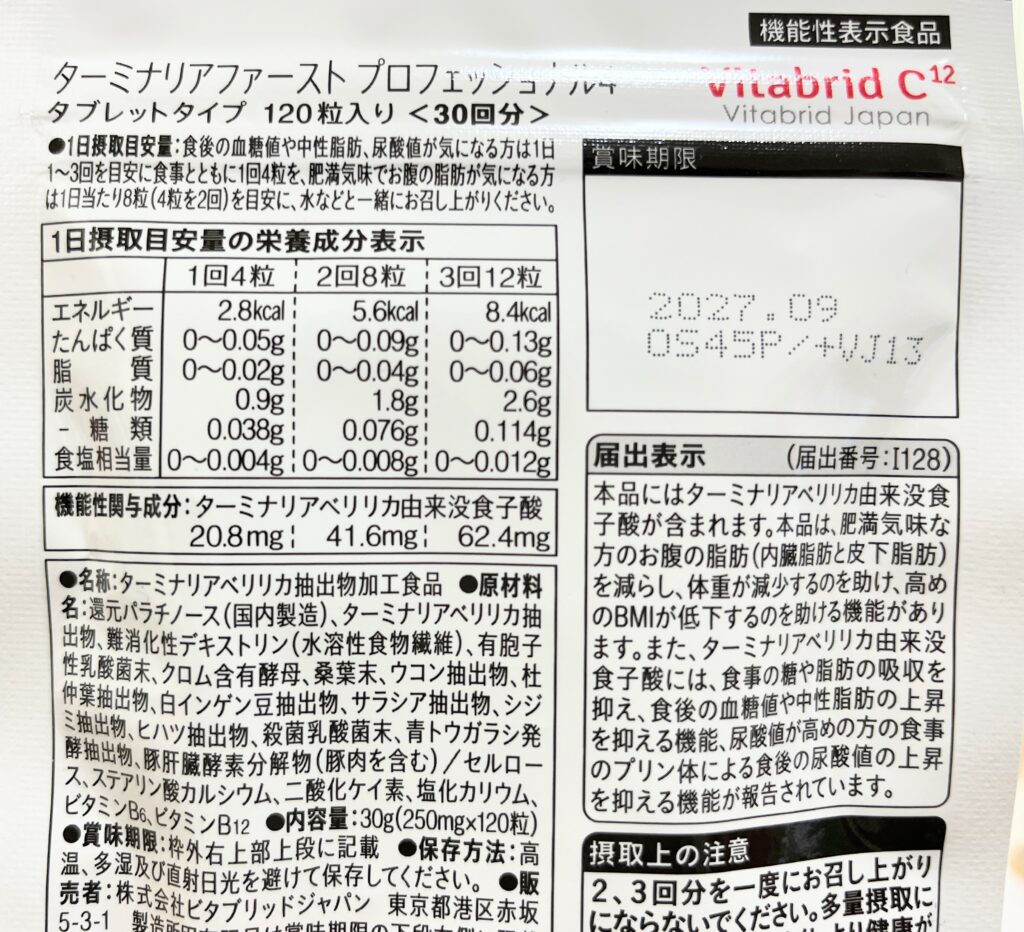 機能性表示食品
ターミナリアファースト プロフェッショナル4
Vitabrid C12
タブレットタイプ 120粒入り <30回分>
Vitabrid Japan
●1日摂取目安量:食後の血糖値や中性脂肪、尿酸値が気になる方は1日
1〜3回を目安に食事とともに1回4粒を、肥満気味でお腹の脂肪が気になる方
は1日当たり8粒(4粒を2回)を目安に、水などと一緒にお召し上がりください。
1日摂取目安量の栄養成分表示
1回4粒 2回8粒 3回12粒
エネルギー 2.8kcal 5.6kcal 8.4kcal
たんぱく質 0〜0.05g 0〜0.09g 0〜0.13g
脂質 0〜0.02g 0〜0.04g 0〜0.06g
炭水化物 0.9g 1.8g 2.6g
- 糖類 0.038g 0.076g 0.114g
食塩相当量 0〜0.004g 0〜0.008g 0〜0.012g
機能性関与成分:ターミナリアベリリカ由来没食子酸
20.8mg 41.6mg 62.4mg
●名称:ターミナリアベリリカ抽出物加工食品 ●原材料
名:還元パラチノース(国内製造)、ターミナリアベリリカ抽
出物、難消化性デキストリン(水溶性食物繊維)、有胞子
性乳酸菌末、クロム含有酵母、桑葉末、ウコン抽出物、杜
仲葉抽出物、白インゲン豆抽出物、サラシア抽出物、シジ
ミ抽出物、ヒハツ抽出物、殺菌乳酸菌末、青トウガラシ発
酵抽出物、豚肝臓酵素分解物(豚肉を含む)/セルロー
ス、ステアリン酸カルシウム、二酸化ケイ素、塩化カリウム、
ビタミンB6、ビタミンB12 ●内容量:30g(250mg×120粒)
●賞味期限:枠外右上部上段に記載 ●保存方法:高
温、多湿及び直射日光を避けて保存してください。 ●販
売者:株式会社ビタブリッドジャパン 東京都港区赤坂
5-3-1
賞味期限
2027.09
OS45P/+VJ13
届出表示 (届出番号:I128)
本品にはターミナリアベリリカ由来没食
子酸が含まれます。本品は、肥満気味な
方のお腹の脂肪(内臓脂肪と皮下脂肪)
を減らし、体重が減少するのを助け、高め
のBMIが低下するのを助ける機能があり
ます。また、ターミナリアベリリカ由来没
食子酸には、食事の糖や脂肪の吸収を
抑え、食後の血糖値や中性脂肪の上昇
を抑える機能、尿酸値が高めの方の食事
のプリン体による食後の尿酸値の上昇
を抑える機能が報告されています。
摂取上の注意
2、3回分を一度にお召し上がり
にならないでください。多量摂取に